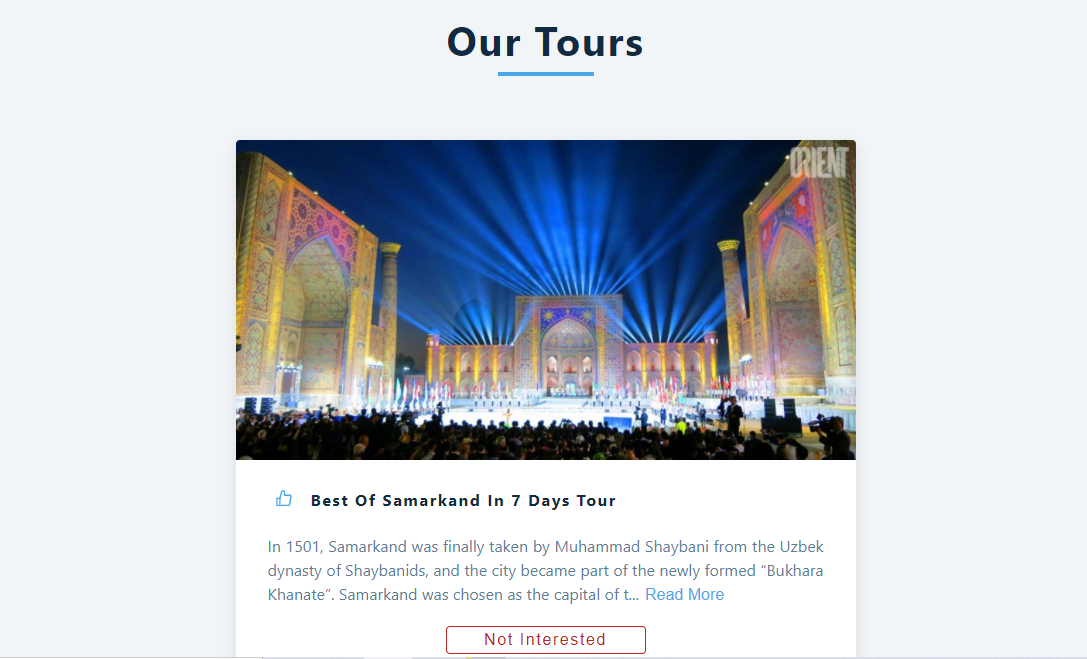 Our Tours
ORIENT
Best Of Samarkand In 7 Days Tour
In 1501, Samarkand was finally taken by Muhammad Shaybani from the Uzbek
dynasty of Shaybanids, and the city became part of the newly formed “Bukhara
Khanate”. Samarkand was chosen as the capital of t... Read More
Not Interested